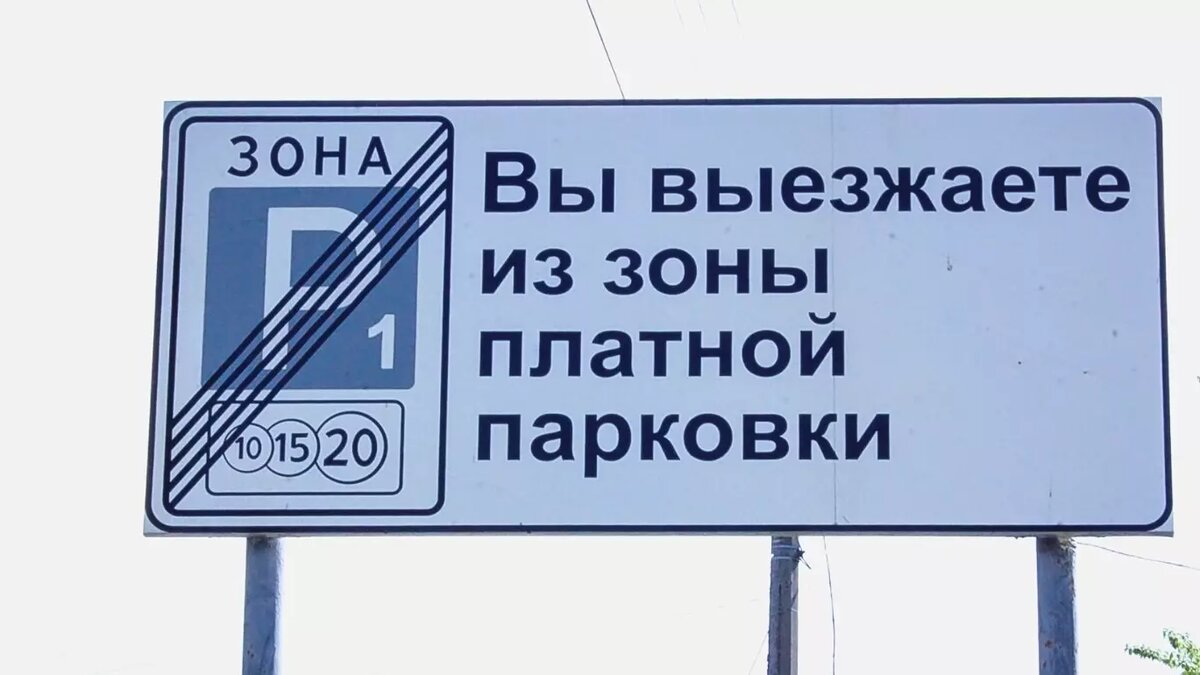 ЗОНА
P 1
10 15 20
Вы выезжаете
из зоны
платной
парковки